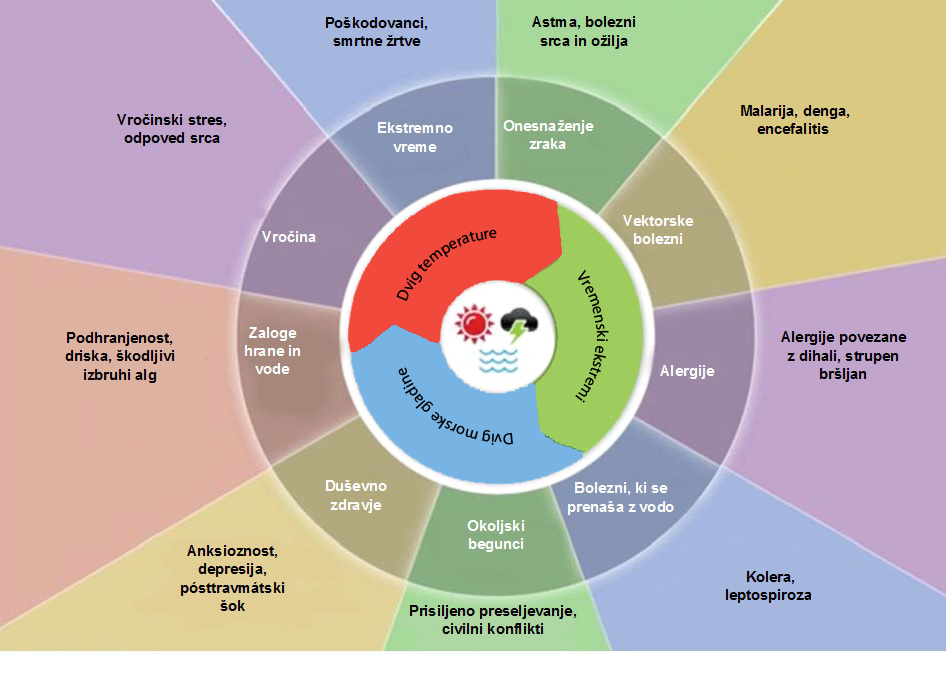 Poškodovanci,
smrtne žrtve
Astma, bolezni
srca in ožilja
Malarija, denga,
encefalitis
Alergije povezane
z dihali, strupen
bršljan
Kolera,
leptospiroza
Prisiljeno preseljevanje,
civilni konflikti
Anksioznost,
depresija,
pósttravmátski
šok
Podhranjenost,
driska, škodljivi
izbruhi alg
Vročinski stres,
odpoved srca
Ekstremno
vreme
Onesnaženje
zraka
Vektorske
bolezni
Alergije
Bolezni, ki se
prenaša z vodo
Okoljski
begunci
Duševno
zdravje
Zaloge
hrane in
vode
Vročina
Dvig temperature
Vremenski ekstremi
Dvig morske gladine